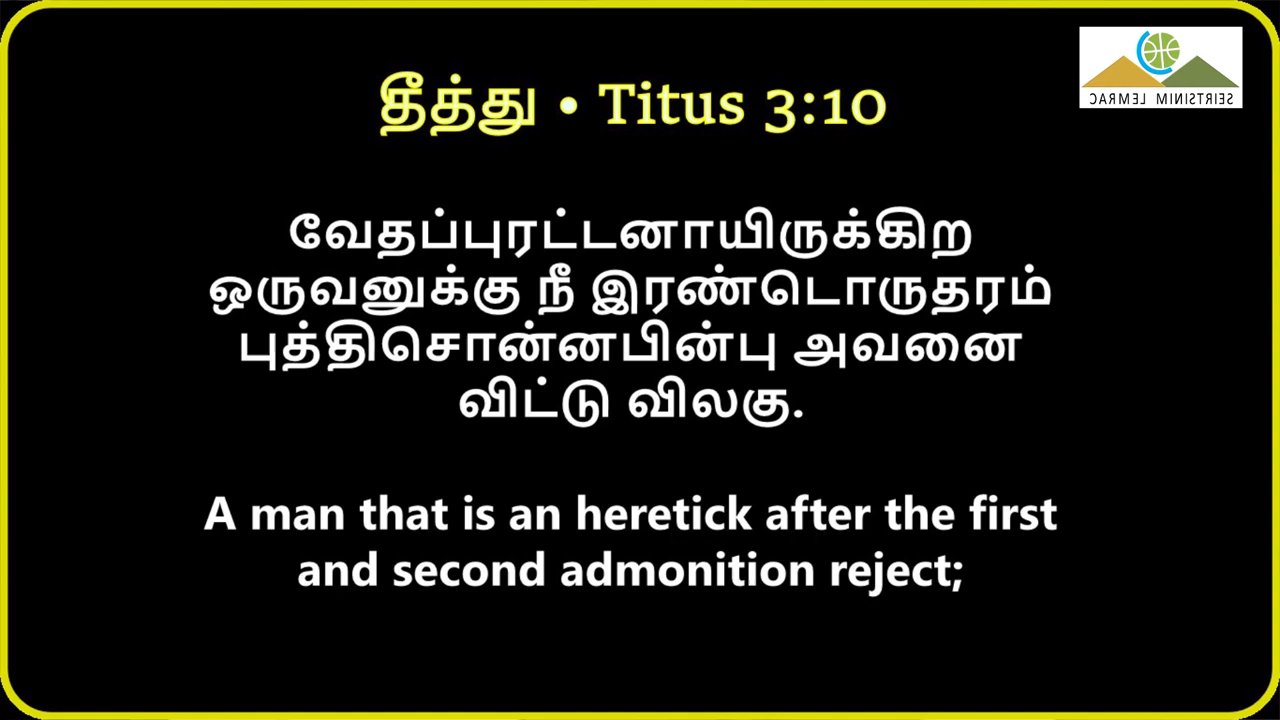 தீத்து • Titus 3:10
CARMEL MINISTRIES
வேதப்புரட்டனாயிருக்கிற
ஒருவனுக்கு நீ இரண்டொருதரம்
புத்திசொன்னபின்பு அவனை
விட்டு விலகு.
A man that is an heretick after the first
and second admonition reject;